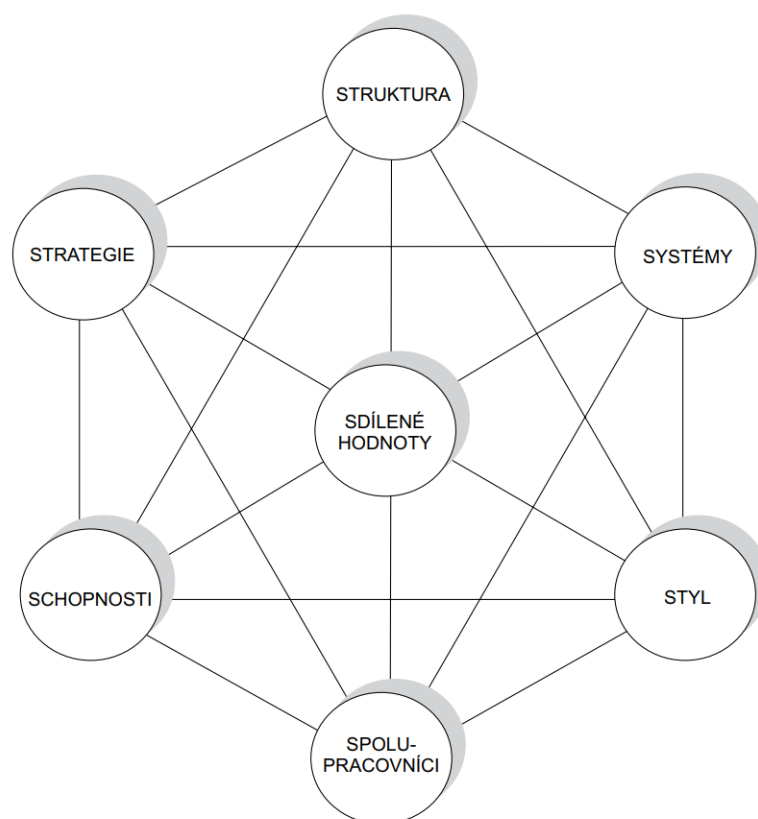 STRUKTURA
STRATEGIE
SYSTÉMY
SDÍLENÉ
HODNOTY
SCHOPNOSTI
STYL
SPOLU-
PRACOVNÍCI